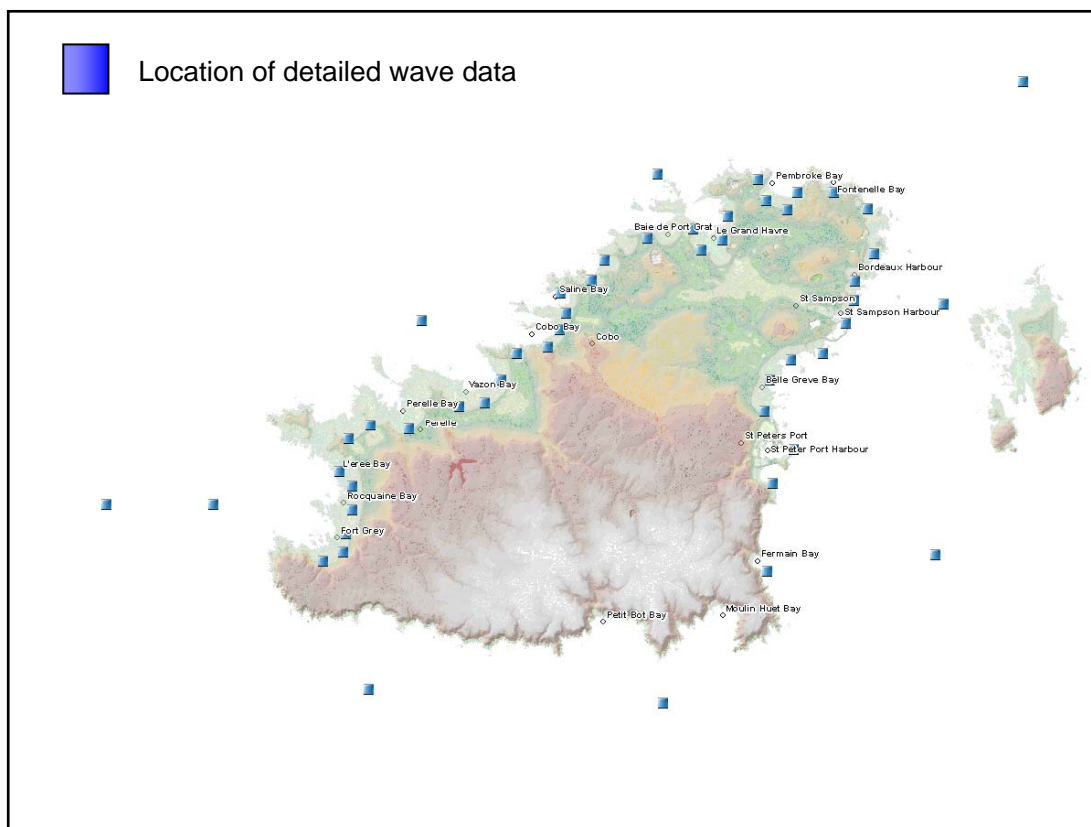 Location of detailed wave data
Pembroke Bay
Fontenelle Bay
Baie de Port Grat
Le Grand Havre
Bordeaux Harbour
Saline Bay
St Sampson
St Sampson Harbour
Cobo Bay
Cobo
Vazon Bay
Belle Greve Bay
Perelle Bay
Perelle
St Peters Port
St Peter Port Harbour
L'eree Bay
Rocquaine Bay
Fort Grey
Fermain Bay
Petit Bot Bay
Moulin Huet Bay